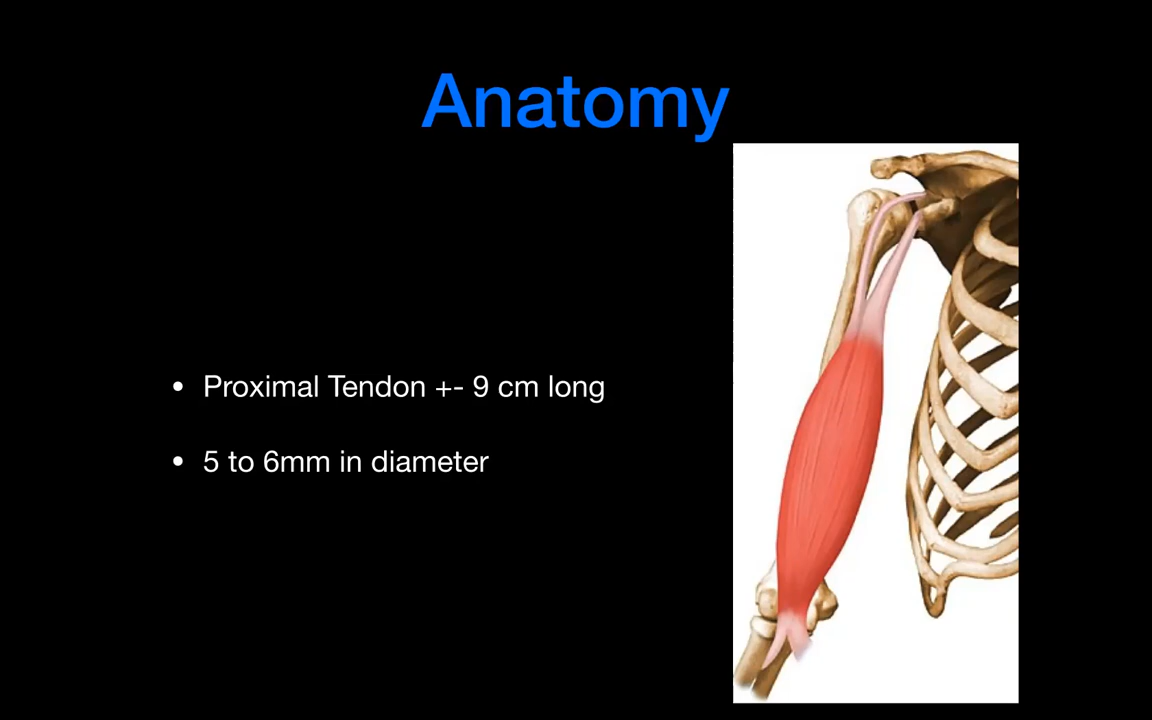 Anatomy
• Proximal Tendon +- 9 cm long
• 5 to 6mm in diameter